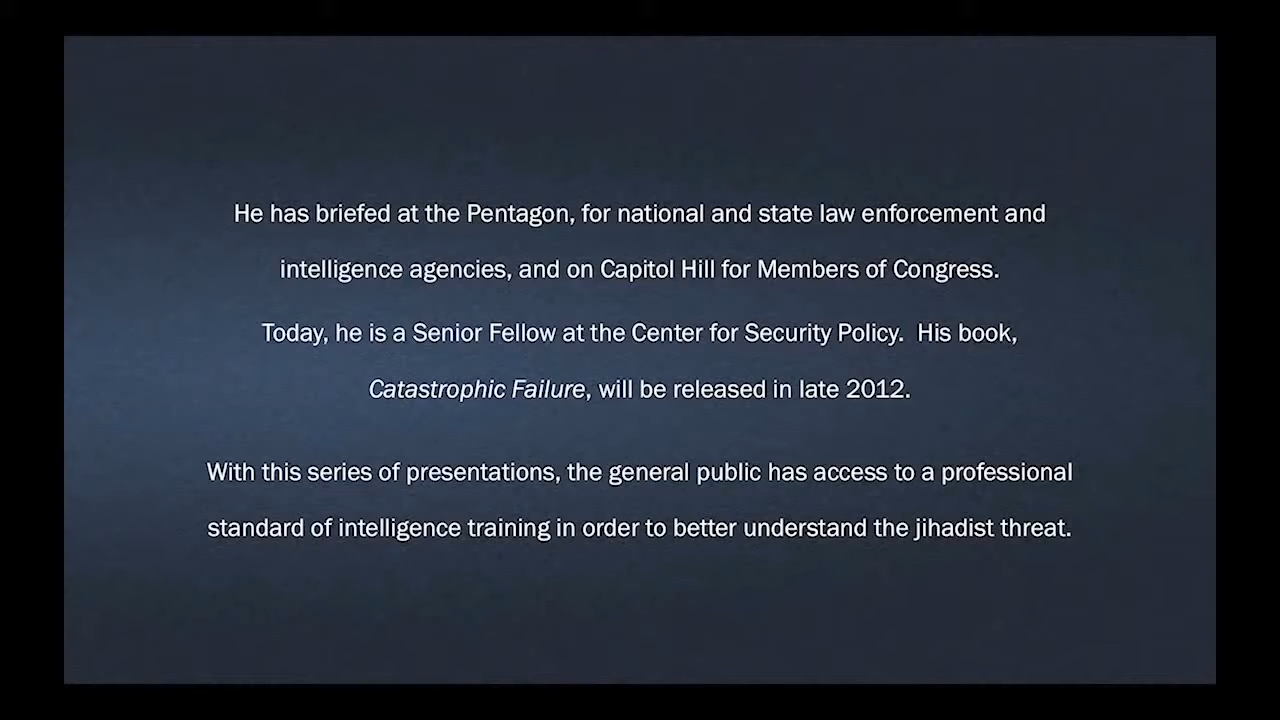 He has briefed at the Pentagon, for national and state law enforcement and
intelligence agencies, and on Capitol Hill for Members of Congress.
Today, he is a Senior Fellow at the Center for Security Policy.  His book,
Catastrophic Failure, will be released in late 2012.
With this series of presentations, the general public has access to a professional
standard of intelligence training in order to better understand the jihadist threat.